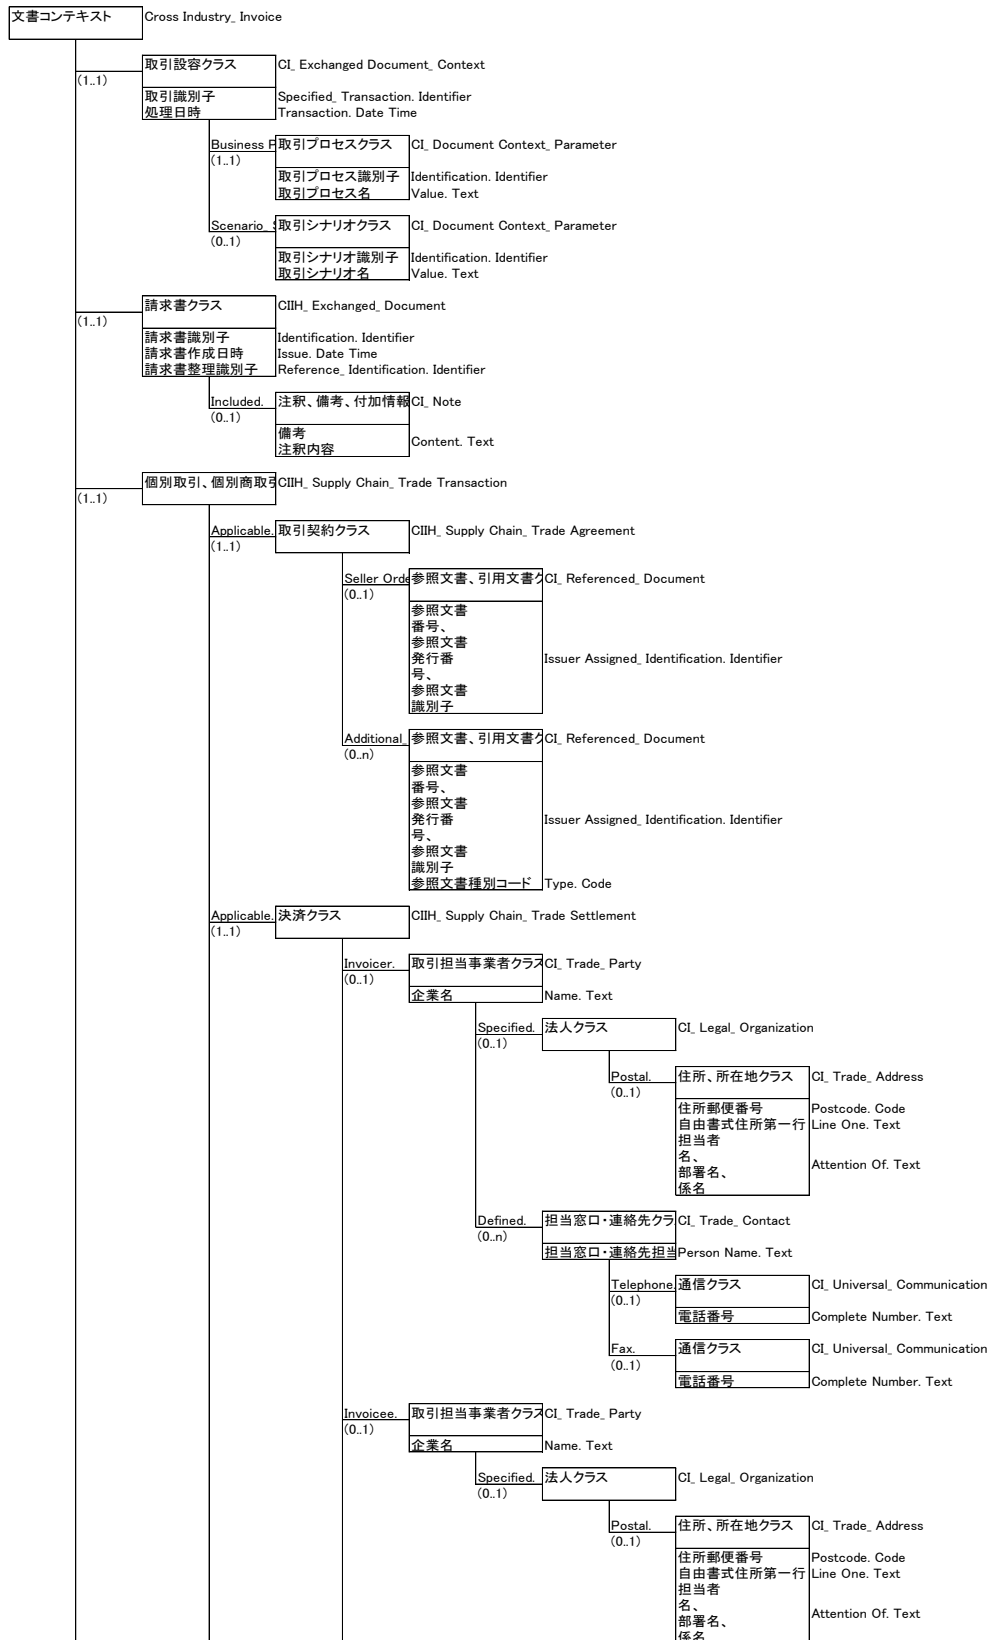 文書コンテキスト Cross Industry_ Invoice
取引設容クラス CI_ Exchanged Document_ Context
(1..1)
取引識別子 Specified_ Transaction. Identifier
処理日時 Transaction. Date Time
Business P 取引プロセスクラス CI_ Document Context_ Parameter
(1..1)
取引プロセス識別子 Identification. Identifier
取引プロセス名 Value. Text
Scenario_ 取引シナリオクラス CI_ Document Context_ Parameter
(0..1)
取引シナリオ識別子 Identification. Identifier
取引シナリオ名 Value. Text
請求書クラス CIIH_ Exchanged_ Document
(1..1)
請求書識別子 Identification. Identifier
請求書作成日時 Issue. Date Time
請求書整理識別子 Reference_ Identification. Identifier
Included. 注釈、備考、付加情報 CI_ Note
(0..1)
備考
注釈内容 Content. Text
個別取引、個別商取引 CIIH_ Supply Chain_ Trade Transaction
(1..1)
Applicable. 取引契約クラス CIIH_ Supply Chain_ Trade Agreement
(1..1)
Seller Orde 参照文書、引用文書ク CI_ Referenced_ Document
(0..1)
参照文書
番号、
参照文書
発行番 Issuer Assigned_ Identification. Identifier
号、
参照文書
識別子
Additional_ 参照文書、引用文書ク CI_ Referenced_ Document
(0..n)
参照文書
番号、
参照文書
発行番 Issuer Assigned_ Identification. Identifier
号、
参照文書
識別子
参照文書種別コード Type. Code
Applicable. 決済クラス CIIH_ Supply Chain_ Trade Settlement
(1..1)
Invoicer. 取引担当事業者クラス CI_ Trade_ Party
(0..1)
企業名 Name. Text
Specified. 法人クラス CI_ Legal_ Organization
(0..1)
Postal. 住所、所在地クラス CI_ Trade_ Address
(0..1)
住所郵便番号 Postcode. Code
自由書式住所第一行 Line One. Text
担当者
名、 Attention Of. Text
部署名、
係名
Defined. 担当窓口・連絡先クラ CI_ Trade_ Contact
(0..n)
担当窓口・連絡先担当 Person Name. Text
Telephone. 通信クラス CI_ Universal_ Communication
(0..1)
電話番号 Complete Number. Text
Fax. 通信クラス CI_ Universal_ Communication
(0..1)
電話番号 Complete Number. Text
Invoicee. 取引担当事業者クラス CI_ Trade_ Party
(0..1)
企業名 Name. Text
Specified. 法人クラス CI_ Legal_ Organization
(0..1)
Postal. 住所、所在地クラス CI_ Trade_ Address
(0..1)
住所郵便番号 Postcode. Code
自由書式住所第一行 Line One. Text
担当者
名、 Attention Of. Text
部署名、
係名